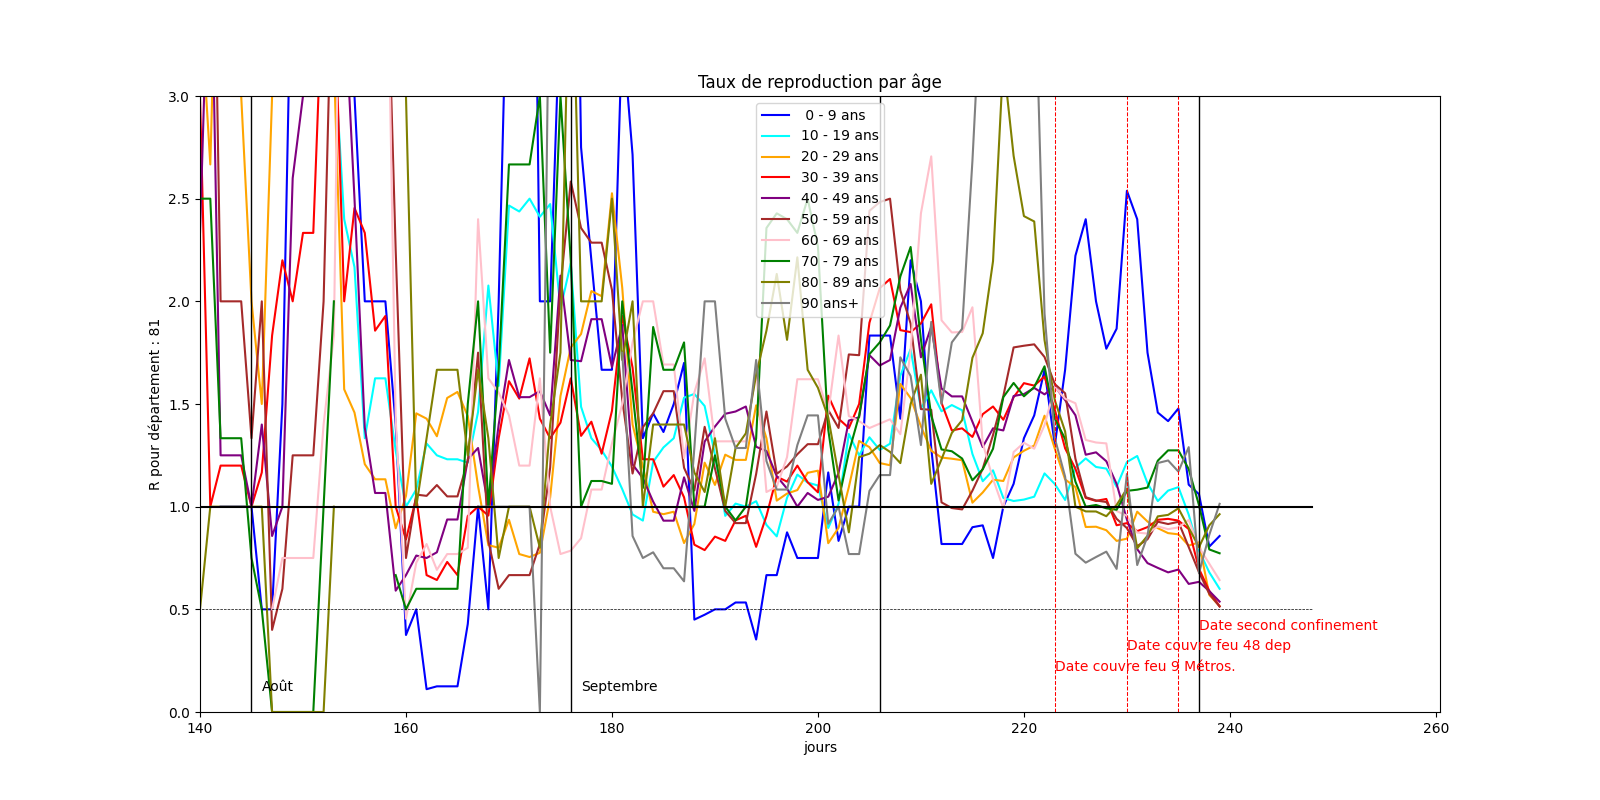 Taux de reproduction par âge
3.0
2.5
2.0
1.5
1.0
0.5
0.0
R pour département : 81
0 - 9 ans
10 - 19 ans
20 - 29 ans
30 - 39 ans
40 - 49 ans
50 - 59 ans
60 - 69 ans
70 - 79 ans
80 - 89 ans
90 ans+
Date second confinement
Date couvre feu 48 dep
Date couvre feu 9 Métros.
Août
Septembre
140 160 180 200 220 240 260
jours